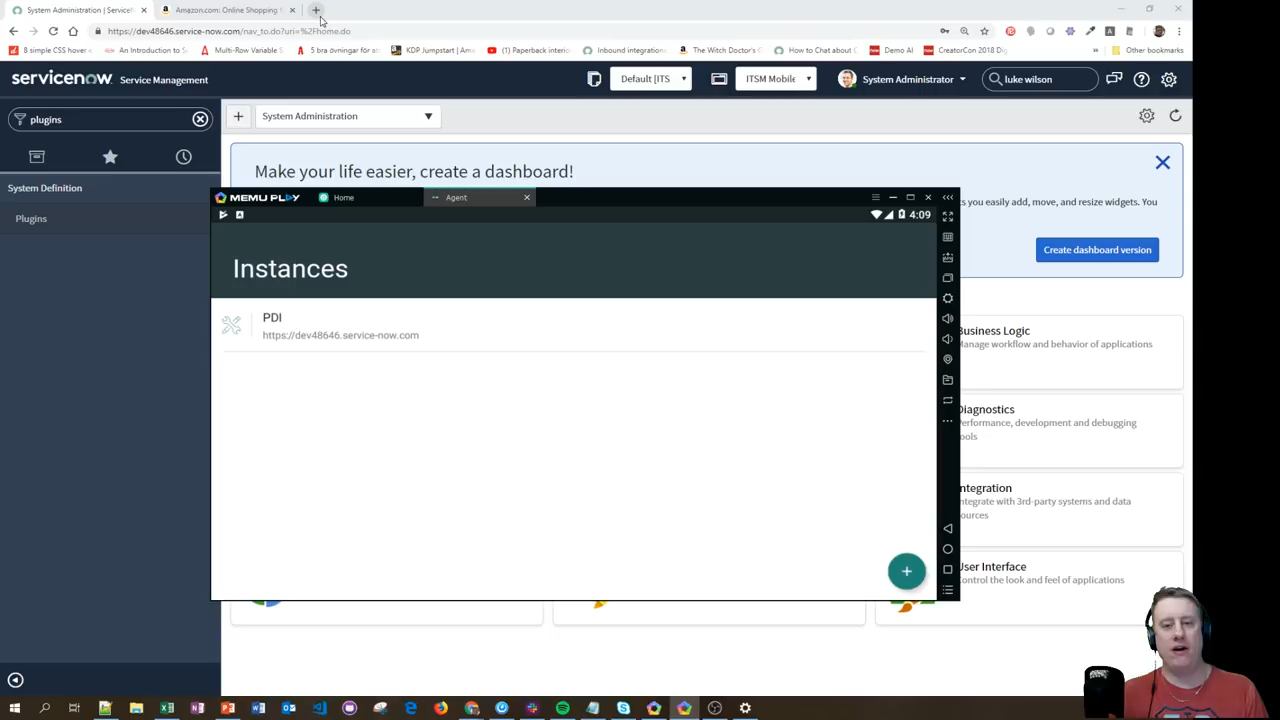 System Administration | Service
Amazon.com: Online Shopping f
https://dev48646.service-now.com/nav_to.do?uri=%2Fhome.do
8 simple CSS hover
An Introduction to S
Multi-Row Variable S
5 bra övningar för at
KDP Jumpstart | Am
(1) Paperback interio
Inbound integration
The Witch Doctor's
How to Chat about C
Demo AI
CreatorCon 2018 Dig
»
Other bookmarks
servicenow Service Management
Default [ITS
ITSM Mobile
System Administrator
luke wilson
plugins
System Administration
System Definition
Plugins
Make your life easier, create a dashboard!
ts you easily add, move, and resize widgets. You
Create dashboard version
MEMU PLAY
Home
Agent
4:09
Instances
PDI
https://dev48646.service-now.com
Business Logic
Manage workflow and behavior of applications
Diagnostics
Performance, development and debugging
ools
ntegration
ntegrate with 3rd-party systems and data
ources
User Interface
Control the look and feel of applications